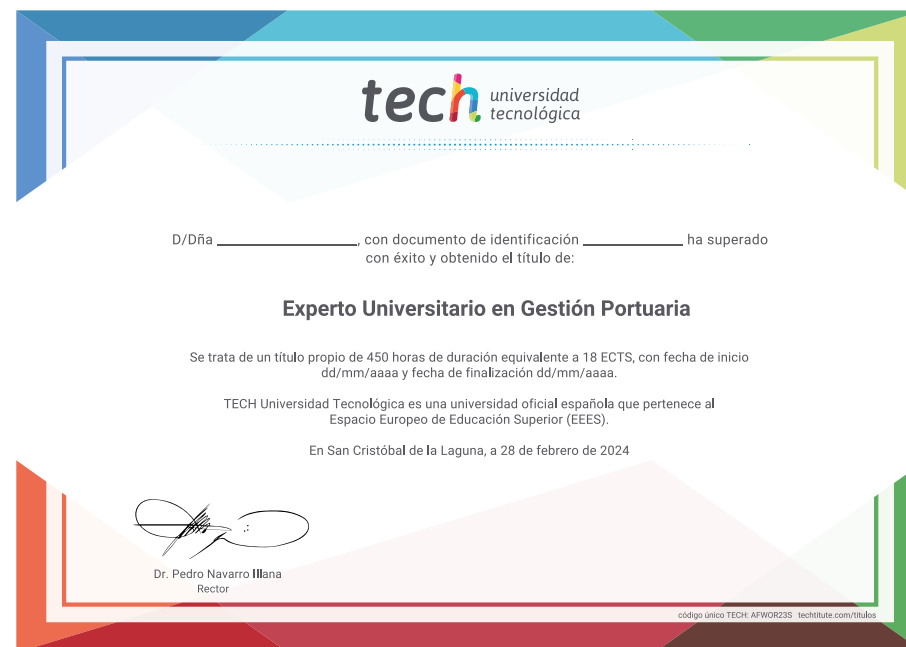 tech universidad
tecnológica
D/Dña ____________________, con documento de identificación ______________ ha superado
con éxito y obtenido el título de:
Experto Universitario en Gestión Portuaria
Se trata de un título propio de 450 horas de duración equivalente a 18 ECTS, con fecha de inicio
dd/mm/aaaa y fecha de finalización dd/mm/aaaa.
TECH Universidad Tecnológica es una universidad oficial española que pertenece al
Espacio Europeo de Educación Superior (EEES).
En San Cristóbal de la Laguna, a 28 de febrero de 2024
Dr. Pedro Navarro Illana
Rector
código único TECH: AFWOR23S techtitute.com/titulos